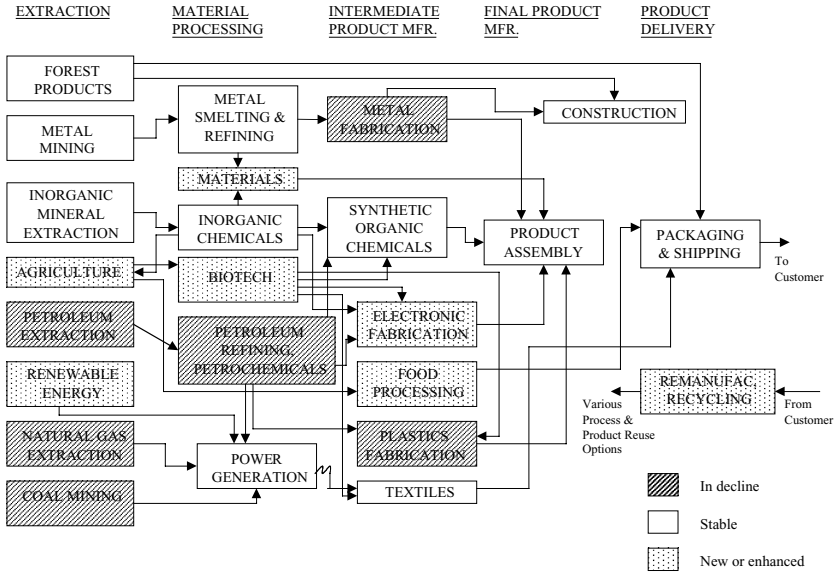 EXTRACTION
MATERIAL
PROCESSING
INTERMEDIATE
PRODUCT MFR.
FINAL PRODUCT
MFR.
PRODUCT
DELIVERY
FOREST
PRODUCTS
METAL
MINING
INORGANIC
MINERAL
EXTRACTION
AGRICULTURE
PETROLEUM
EXTRACTION
RENEWABLE
ENERGY
NATURAL GAS
EXTRACTION
COAL MINING
METAL
SMELTING &
REFINING
MATERIALS
INORGANIC
CHEMICALS
BIOTECH
PETROLEUM
REFINING,
PETROCHEMICALS
POWER
GENERATION
METAL
FABRICATION
SYNTHETIC
ORGANIC
CHEMICALS
ELECTRONIC
FABRICATION
FOOD
PROCESSING
PLASTICS
FABRICATION
TEXTILES
CONSTRUCTION
PRODUCT
ASSEMBLY
PACKAGING
& SHIPPING
To
Customer
REMANUFAC,
RECYCLING
Various
Process &
Product Reuse
Options
From
Customer
In decline
Stable
New or enhanced